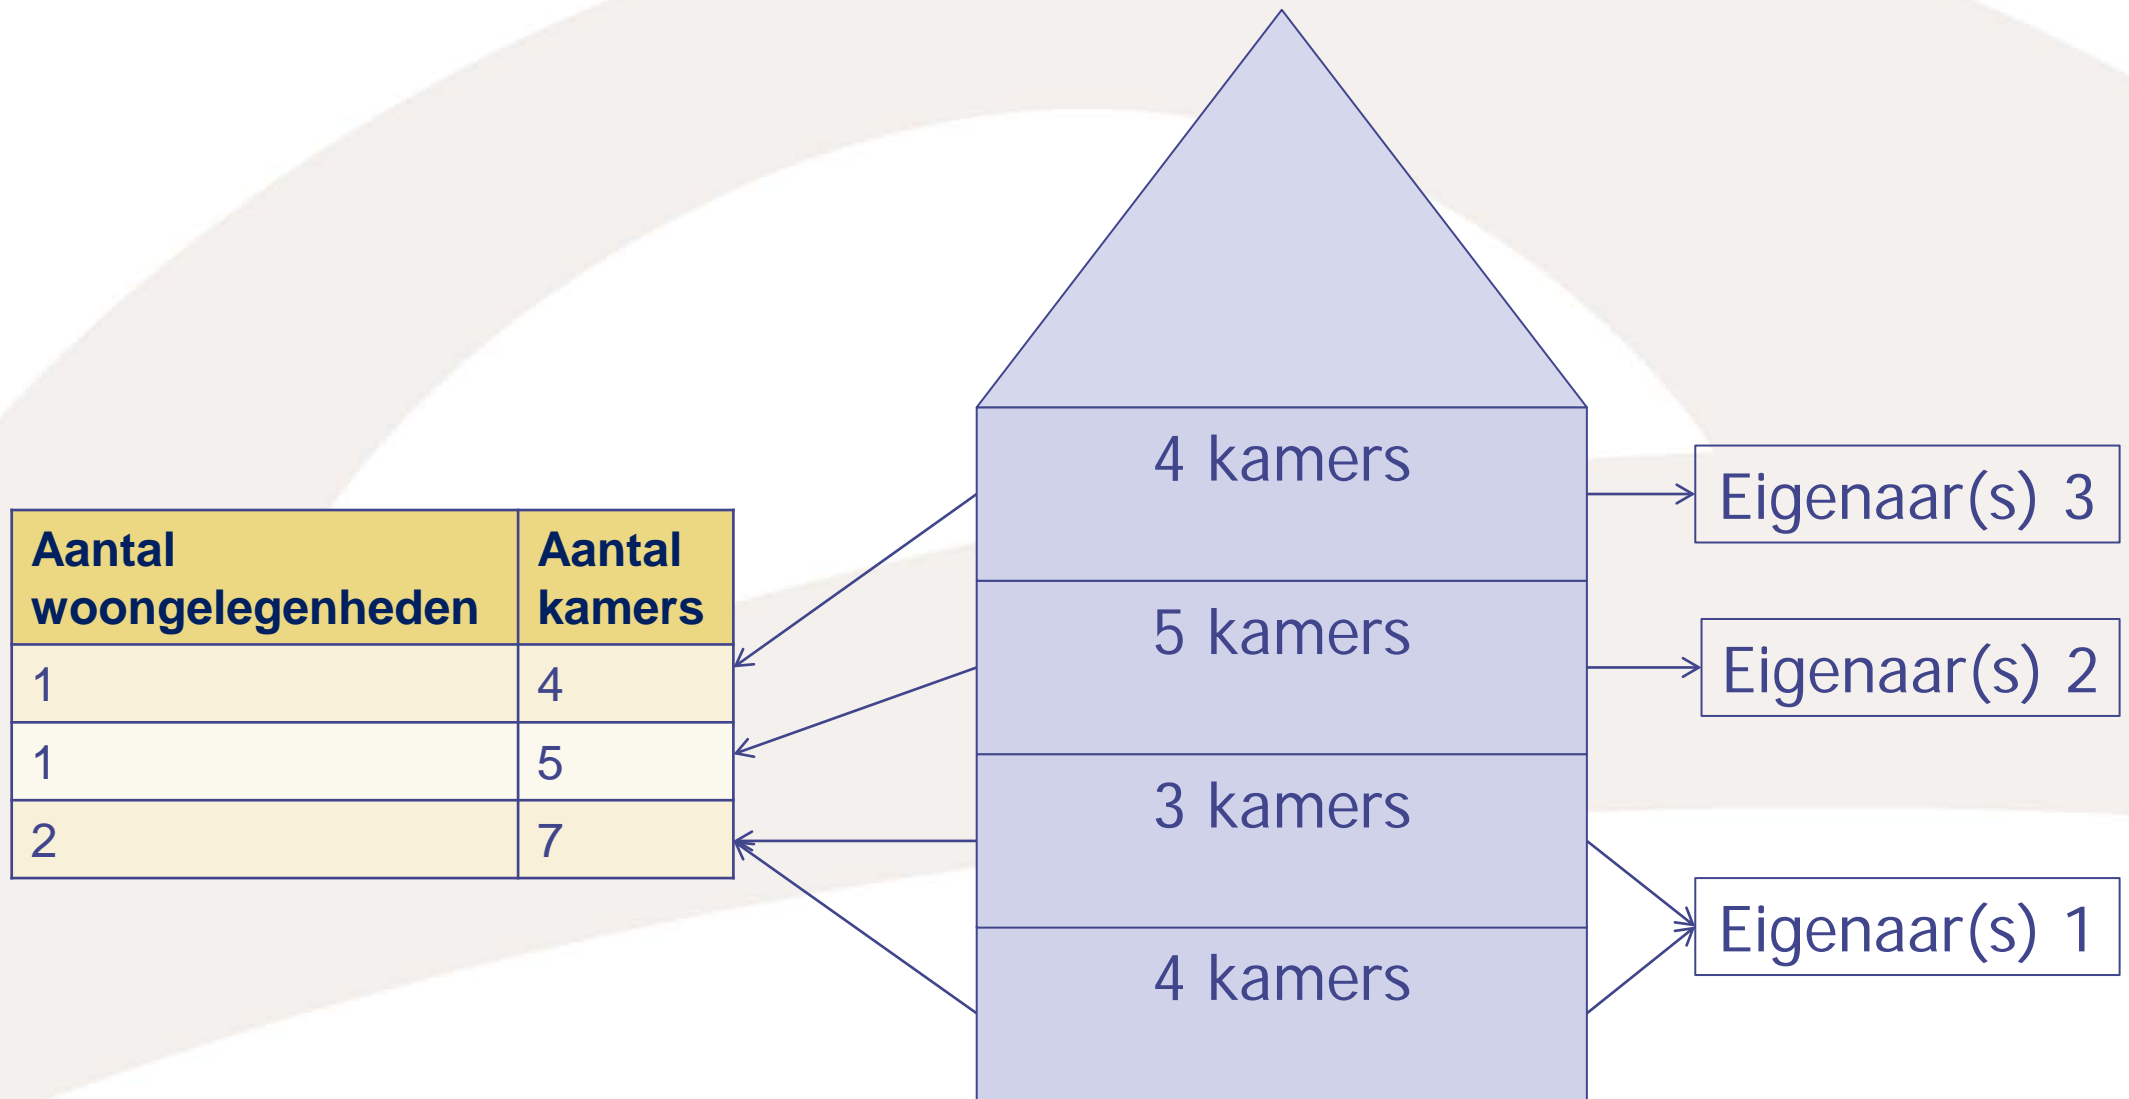 Aantal woongelegenheden
Aantal kamers
1
4
1
5
2
7
4 kamers
5 kamers
3 kamers
4 kamers
Eigenaar(s) 3
Eigenaar(s) 2
Eigenaar(s) 1